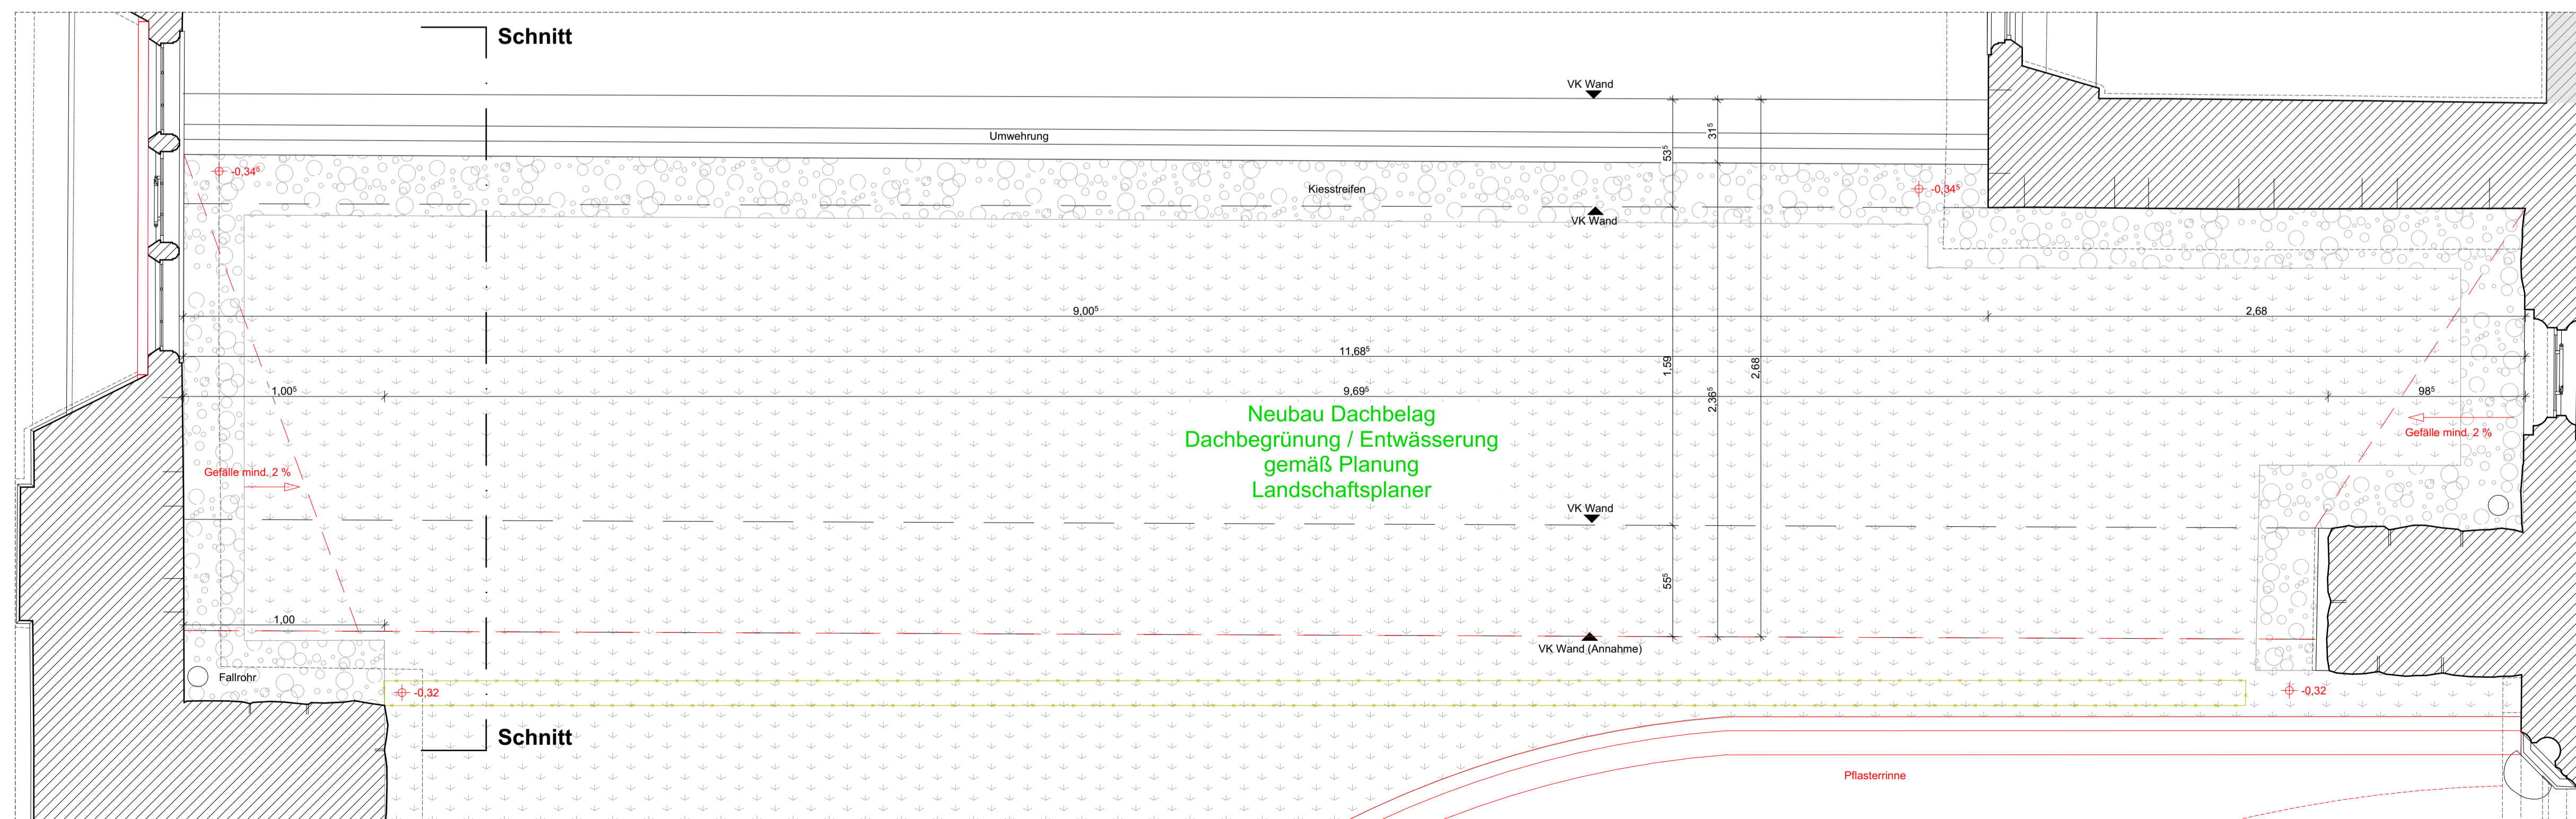 Schnitt
VK Wand
Umwehrung
31⁵
53⁵
-0,34⁵
Kiesstreifen
-0,34⁵
VK Wand
9,00⁵
2,68
11,68⁵
1,59
2,36⁵
2,68
1,00⁵
9,69⁵
98⁵
Neubau Dachbelag
Dachbegrünung / Entwässerung
gemäß Planung
Landschaftsplaner
Gefälle mind. 2 %
Gefälle mind. 2 %
VK Wand
55⁵
1,00
VK Wand (Annahme)
Fallrohr
-0,32
-0,32
Schnitt
Pflasterrinne